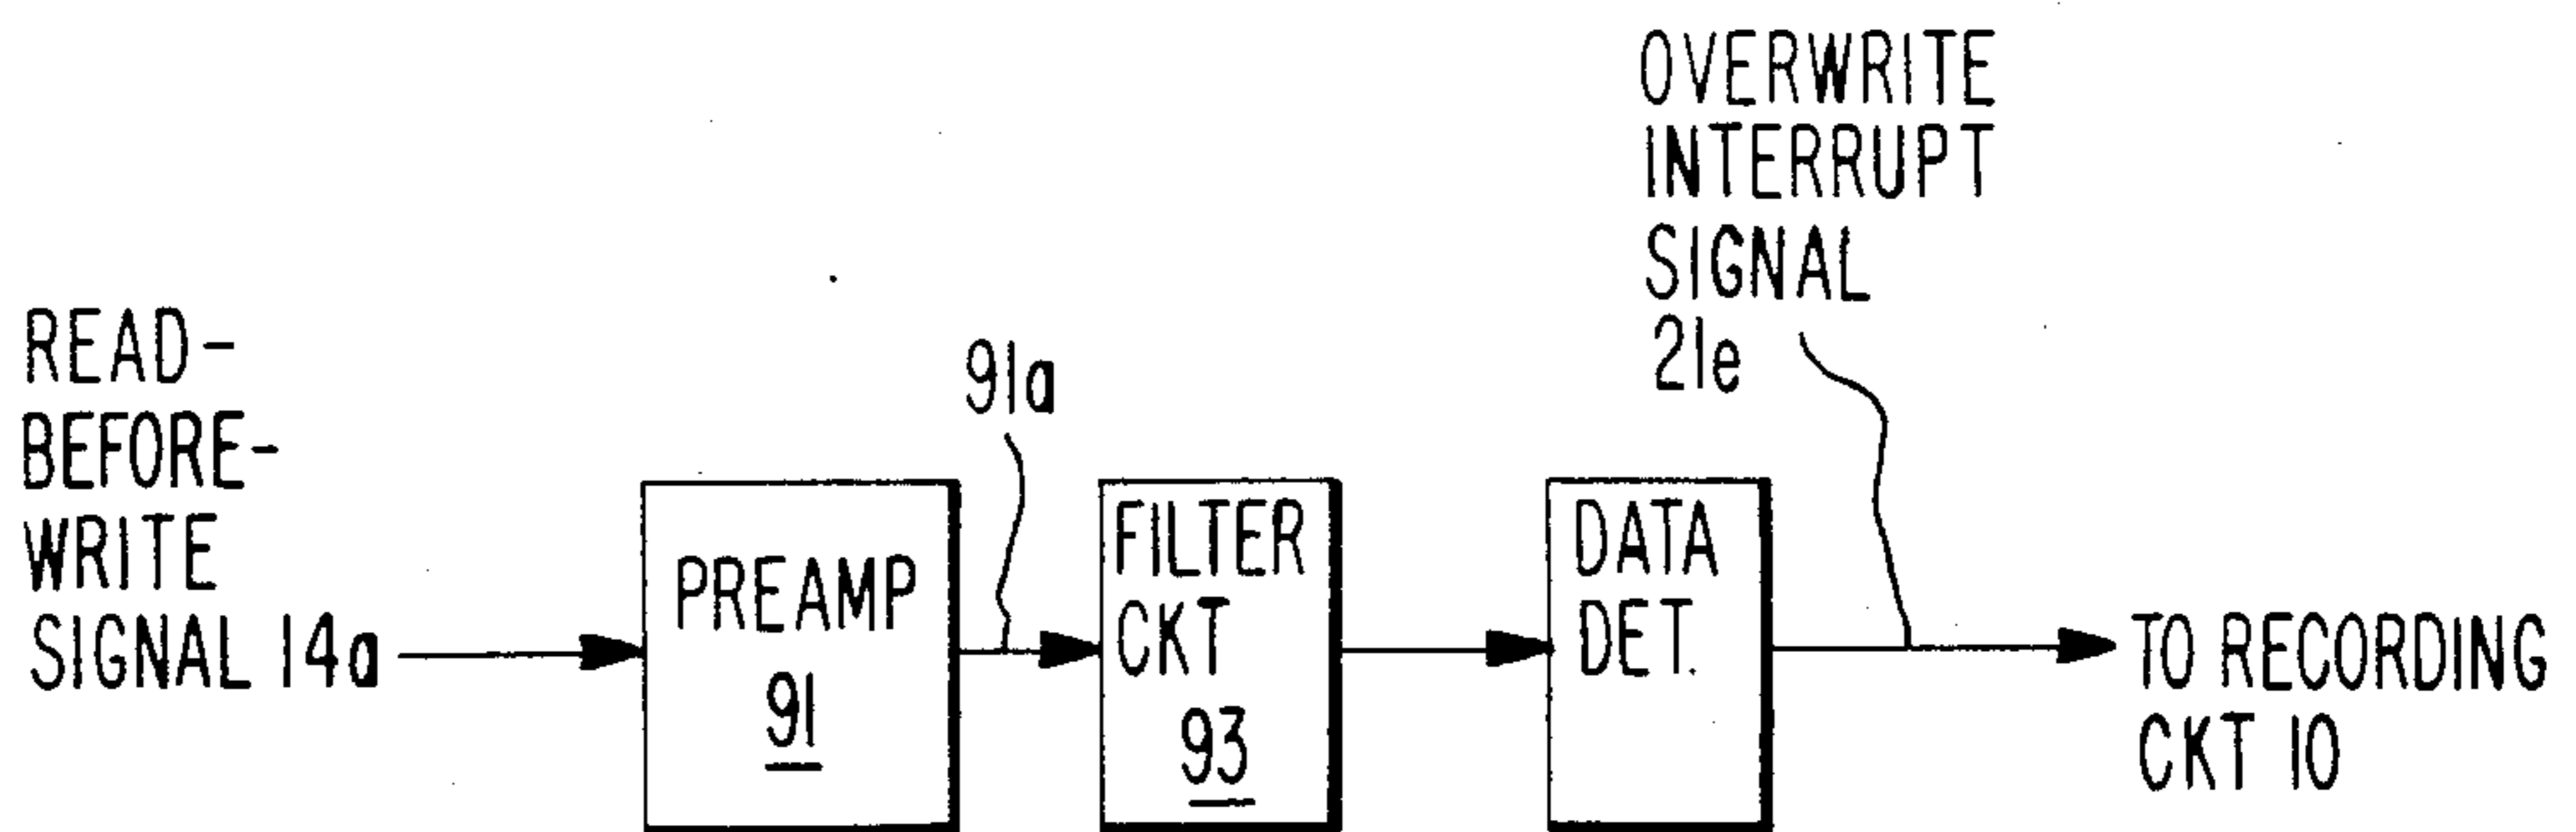 READ-
BEFORE-
WRITE
SIGNAL 14a
PREAMP
91
91a
FILTER
CKT
93
DATA
DET.
OVERWRITE
INTERRUPT
SIGNAL
21e
TO RECORDING
CKT 10